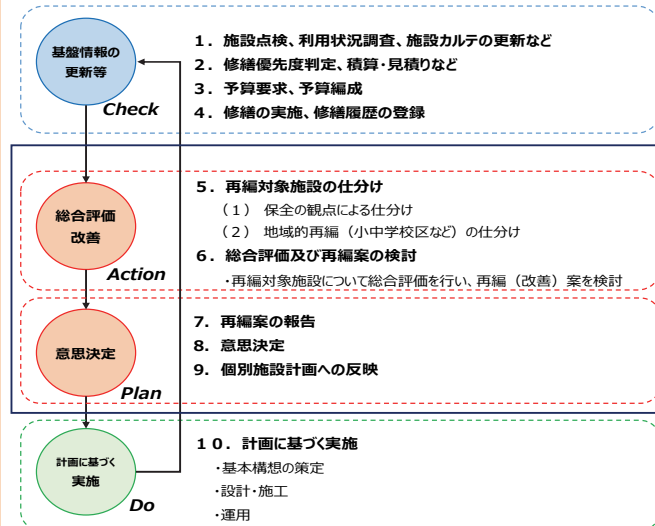 基盤情報の
更新等
Check
1．施設点検、利用状況調査、施設カルテの更新など
2．修繕優先度判定、積算・見積りなど
3．予算要求、予算編成
4．修繕の実施、修繕履歴の登録
総合評価
改善
Action
5．再編対象施設の仕分け
（1） 保全の観点による仕分け
（2） 地域的再編（小中学校区など）の仕分け
6．総合評価及び再編案の検討
・再編対象施設について総合評価を行い、再編（改善）案を検討
意思決定
Plan
7．再編案の報告
8．意思決定
9．個別施設計画への反映
計画に基づく
実施
Do
10．計画に基づく実施
・基本構想の策定
・設計・施工
・運用